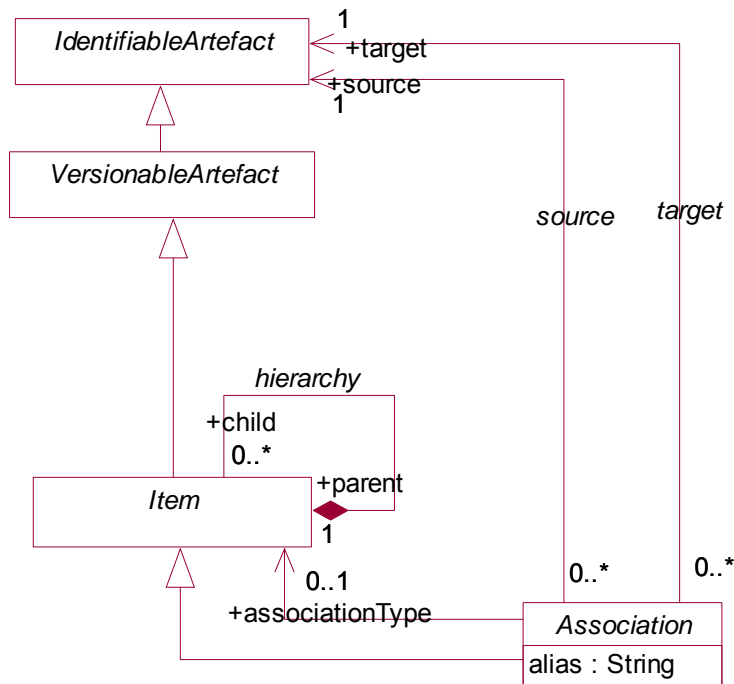 1
IdentifiableArtefact
+target
+source
1
VersionableArtefact
source
target
hierarchy
+child
0..*
+parent
Item
1
0..1
0..*
0..*
+associationType
Association
alias : String